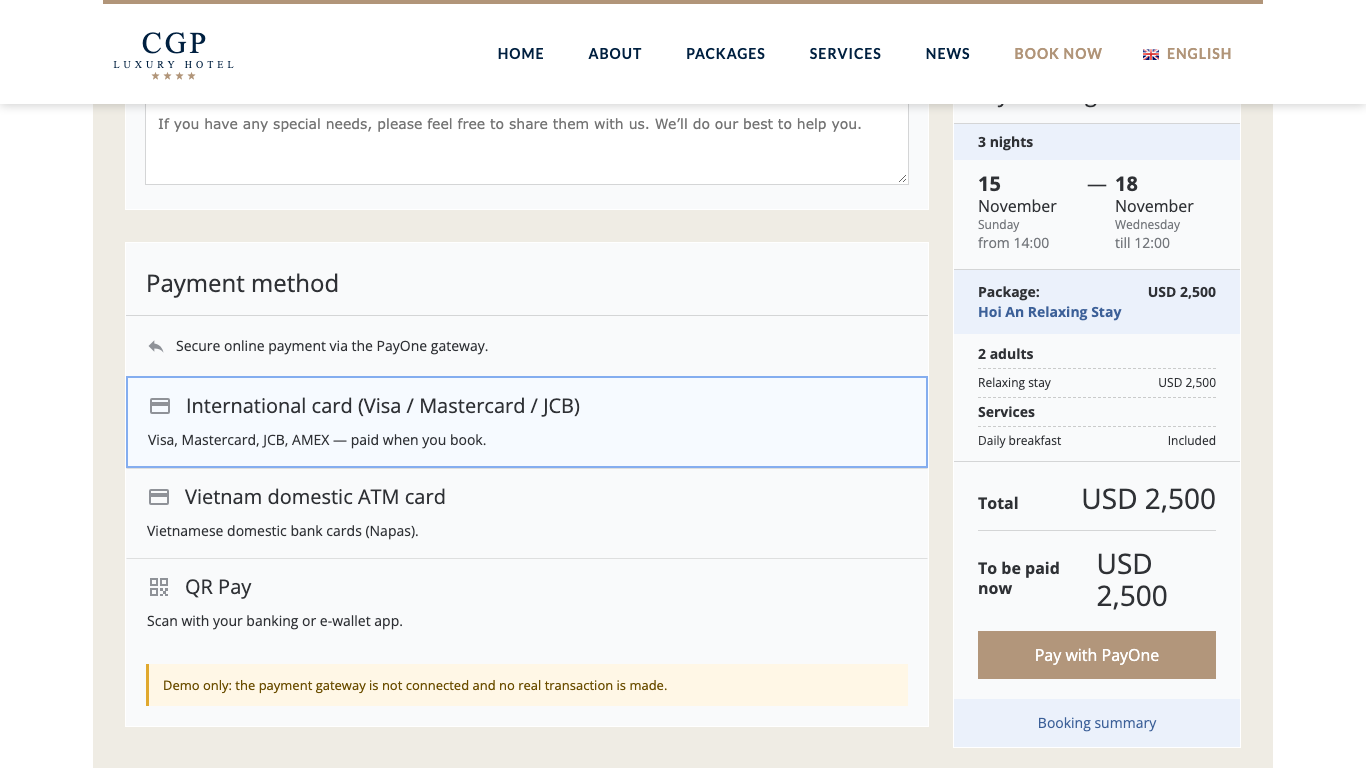 CGP
LUXURY HOTEL
HOME
ABOUT
PACKAGES
SERVICES
NEWS
BOOK NOW
ENGLISH
If you have any special needs, please feel free to share them with us. We’ll do our best to help you.
Payment method
Secure online payment via the PayOne gateway.
International card (Visa / Mastercard / JCB)
Visa, Mastercard, JCB, AMEX — paid when you book.
Vietnam domestic ATM card
Vietnamese domestic bank cards (Napas).
QR Pay
Scan with your banking or e-wallet app.
Demo only: the payment gateway is not connected and no real transaction is made.
3 nights
15 — 18
November November
Sunday Wednesday
from 14:00 till 12:00
Package: USD 2,500
Hoi An Relaxing Stay
2 adults
Relaxing stay USD 2,500
Services
Daily breakfast Included
Total USD 2,500
To be paid now USD 2,500
Pay with PayOne
Booking summary